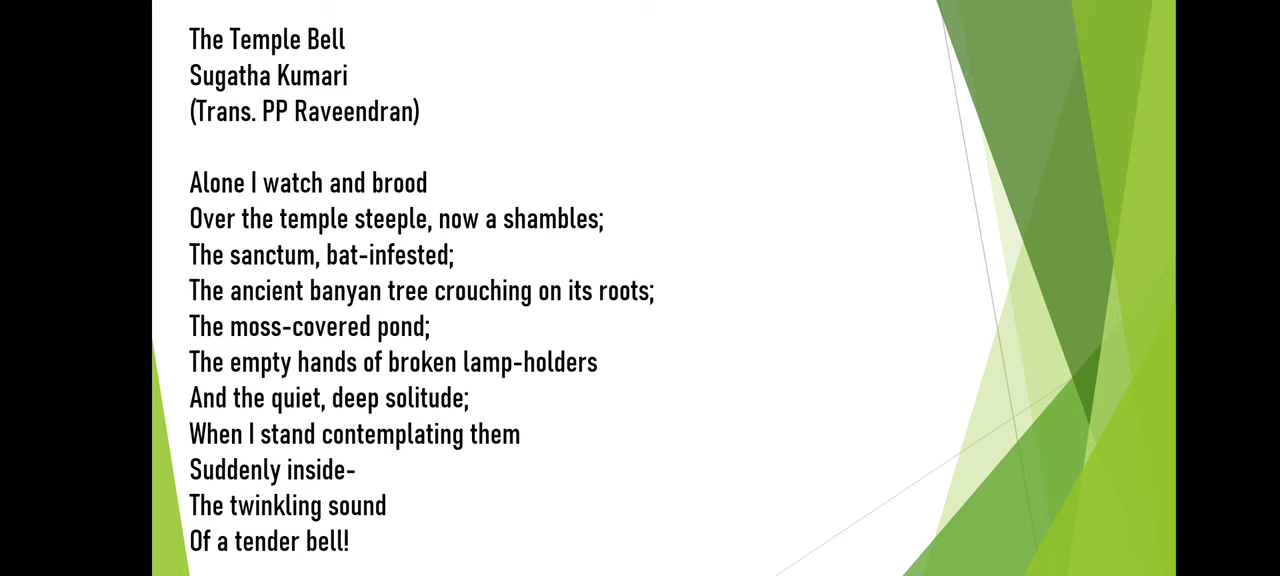 The Temple Bell
Sugatha Kumari
(Trans. PP Raveendran)
Alone I watch and brood
Over the temple steeple, now a shambles;
The sanctum, bat-infested;
The ancient banyan tree crouching on its roots;
The moss-covered pond;
The empty hands of broken lamp-holders
And the quiet, deep solitude;
When I stand contemplating them
Suddenly inside-
The twinkling sound
Of a tender bell!